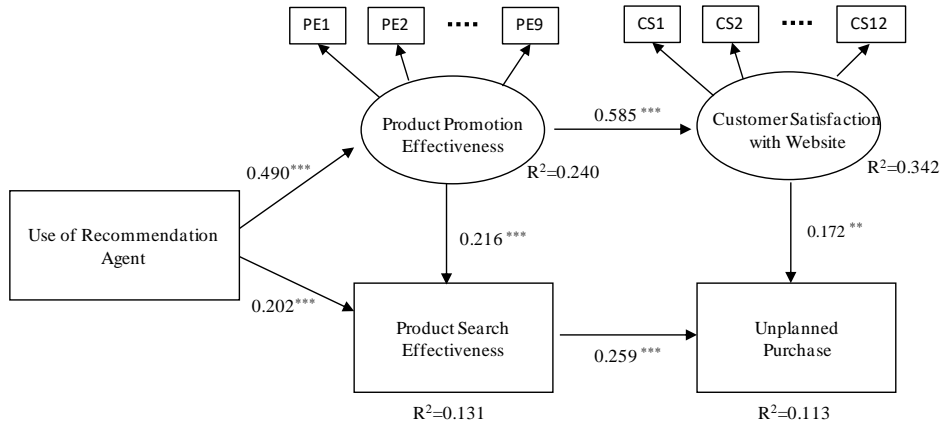 PE1
PE2
....
PE9
CS1
CS2
....
CS12
Product Promotion
Effectiveness
0.585 ***
Customer Satisfaction
with Website
R²=0.240
R²=0.342
0.490***
Use of Recommendation
Agent
0.216 ***
0.172 **
0.202***
Product Search
Effectiveness
0.259 ***
Unplanned
Purchase
R²=0.131
R²=0.113